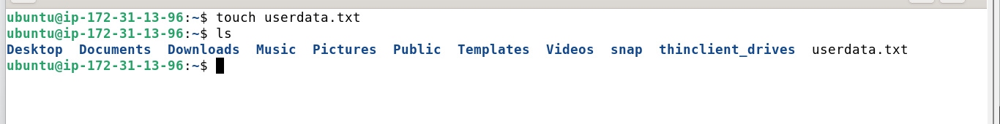 ubuntu@ip-172-31-13-96:~$ touch userdata.txt
ubuntu@ip-172-31-13-96:~$ ls
Desktop  Documents  Downloads  Music  Pictures  Public  Templates  Videos  snap  thinclient_drives  userdata.txt
ubuntu@ip-172-31-13-96:~$